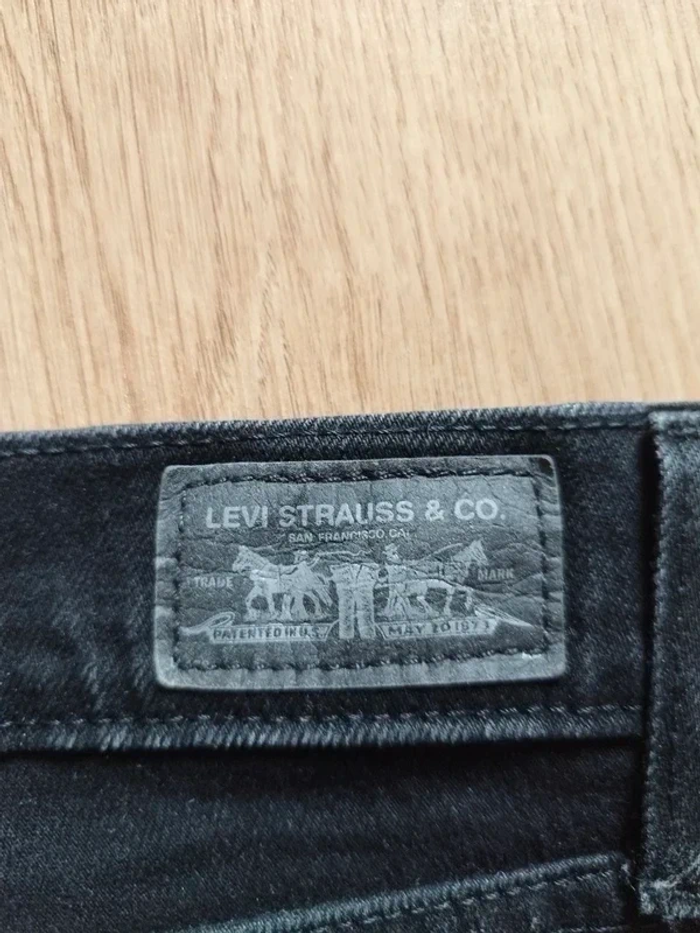 LEVI STRAUSS & CO.
SAN FRANCISCO CAL
TRADE MARK
PATENTED IN U.S. MAY 20 1873